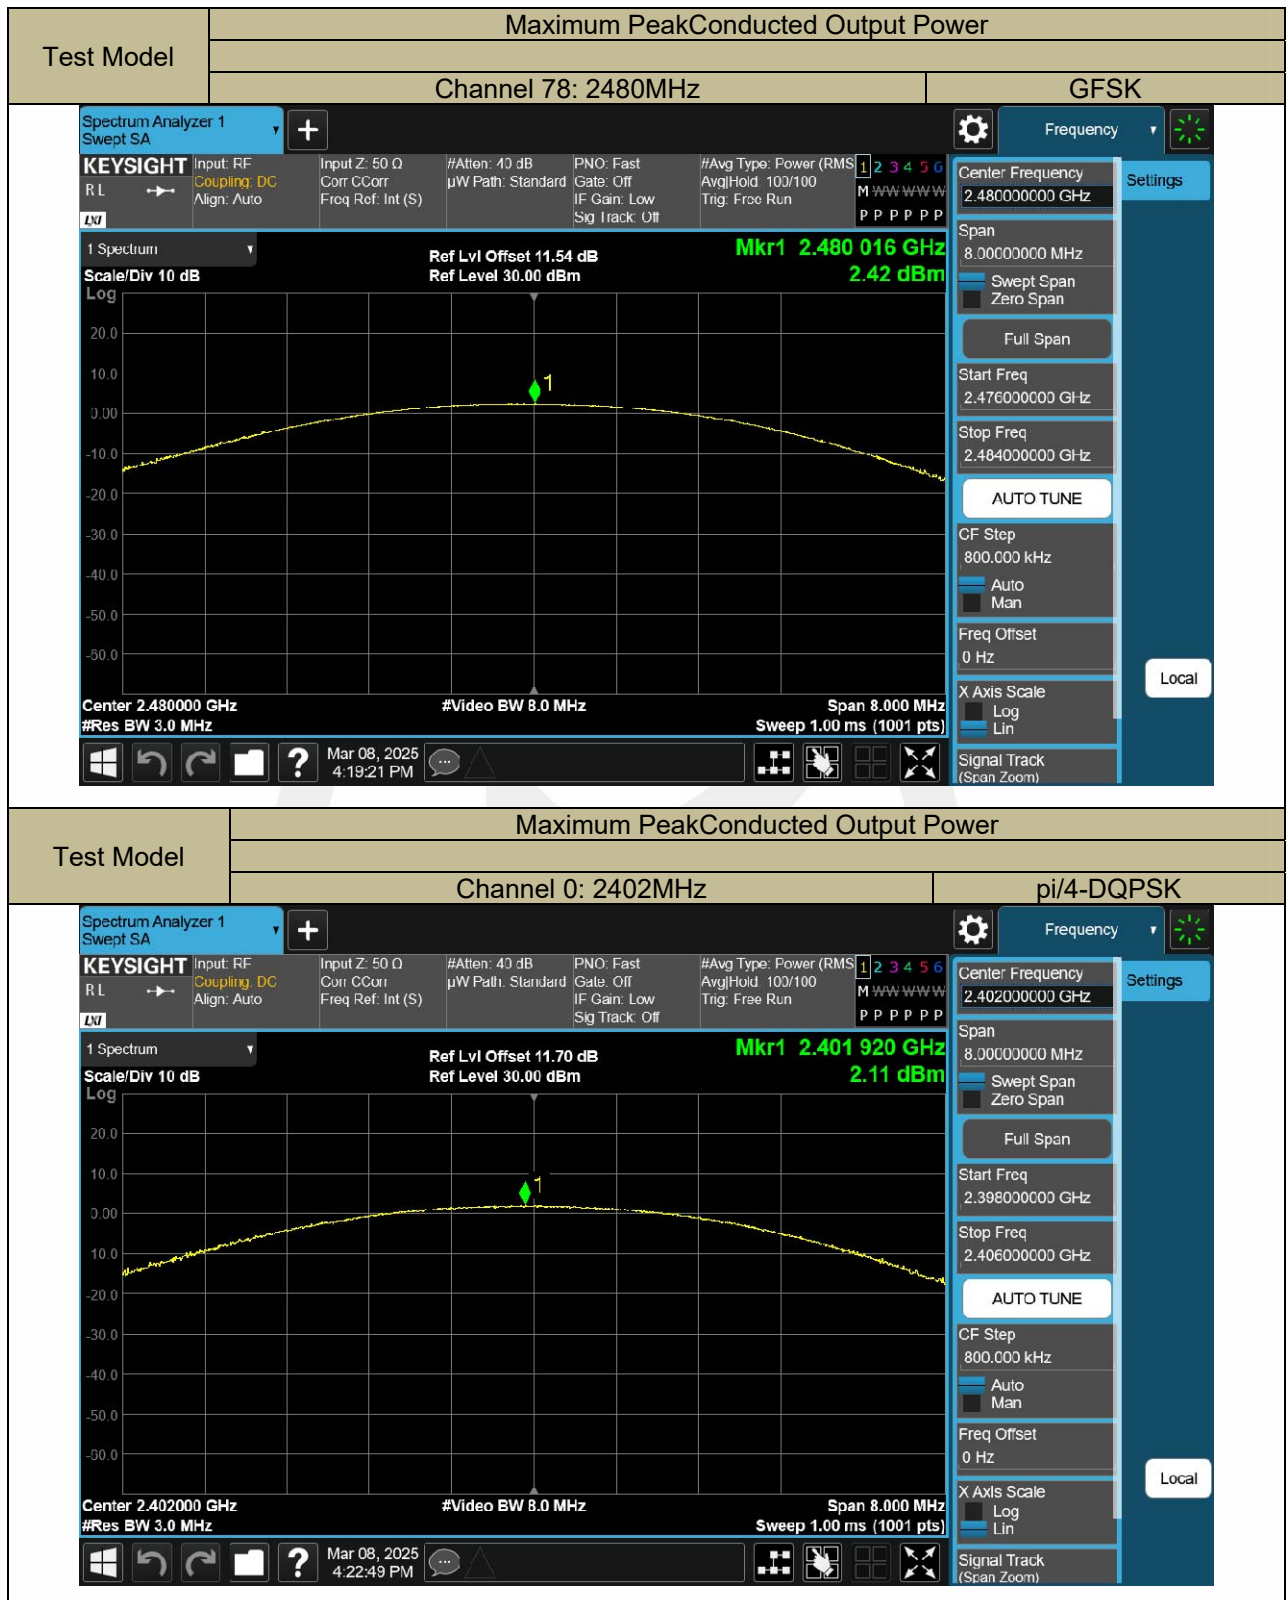 Test Model
Maximum PeakConducted Output Power
Channel 78: 2480MHz
GFSK
Spectrum Analyzer 1
Swept SA
Frequency
KEYSIGHT
R L
LXI
Input: RF
Coupling: DC
Align: Auto
Input Z: 50 Ω
Corr CCorr
Freq Ref: Int (S)
#Atten: 40 dB
µW Path: Standard
PNO: Fast
Gate: Off
IF Gain: Low
Sig Track: Off
#Avg Type: Power (RMS
Avg|Hold: 100/100
Trig: Free Run
1 2 3 4 5 6
M W W W W W
P P P P P P
Center Frequency
2.480000000 GHz
Settings
1 Spectrum
Scale/Div 10 dB
Log
Ref Lvl Offset 11.54 dB
Ref Level 30.00 dBm
Mkr1 2.480 016 GHz
2.42 dBm
Span
8.00000000 MHz
Swept Span
Zero Span
Full Span
Start Freq
2.476000000 GHz
Stop Freq
2.484000000 GHz
AUTO TUNE
CF Step
800.000 kHz
Auto
Man
Freq Offset
0 Hz
X Axis Scale
Log
Lin
Signal Track
(Span Zoom)
Local
20.0
10.0
0.00
-10.0
-20.0
-30.0
-40.0
-50.0
-60.0
1
Center 2.480000 GHz
#Res BW 3.0 MHz
#Video BW 8.0 MHz
Span 8.000 MHz
Sweep 1.00 ms (1001 pts)
?
Mar 08, 2025
4:19:21 PM
Test Model
Maximum PeakConducted Output Power
Channel 0: 2402MHz
pi/4-DQPSK
Spectrum Analyzer 1
Swept SA
Frequency
KEYSIGHT
R L
LXI
Input: RF
Coupling: DC
Align: Auto
Input Z: 50 Ω
Corr CCorr
Freq Ref: Int (S)
#Atten: 40 dB
µW Path: Standard
PNO: Fast
Gate: Off
IF Gain: Low
Sig Track: Off
#Avg Type: Power (RMS
Avg|Hold: 100/100
Trig: Free Run
1 2 3 4 5 6
M W W W W W
P P P P P P
Center Frequency
2.402000000 GHz
Settings
1 Spectrum
Scale/Div 10 dB
Log
Ref Lvl Offset 11.70 dB
Ref Level 30.00 dBm
Mkr1 2.401 920 GHz
2.11 dBm
Span
8.00000000 MHz
Swept Span
Zero Span
Full Span
Start Freq
2.398000000 GHz
Stop Freq
2.406000000 GHz
AUTO TUNE
CF Step
800.000 kHz
Auto
Man
Freq Offset
0 Hz
X Axis Scale
Log
Lin
Signal Track
(Span Zoom)
Local
20.0
10.0
0.00
-10.0
-20.0
-30.0
-40.0
-50.0
-60.0
1
Center 2.402000 GHz
#Res BW 3.0 MHz
#Video BW 8.0 MHz
Span 8.000 MHz
Sweep 1.00 ms (1001 pts)
?
Mar 08, 2025
4:22:49 PM